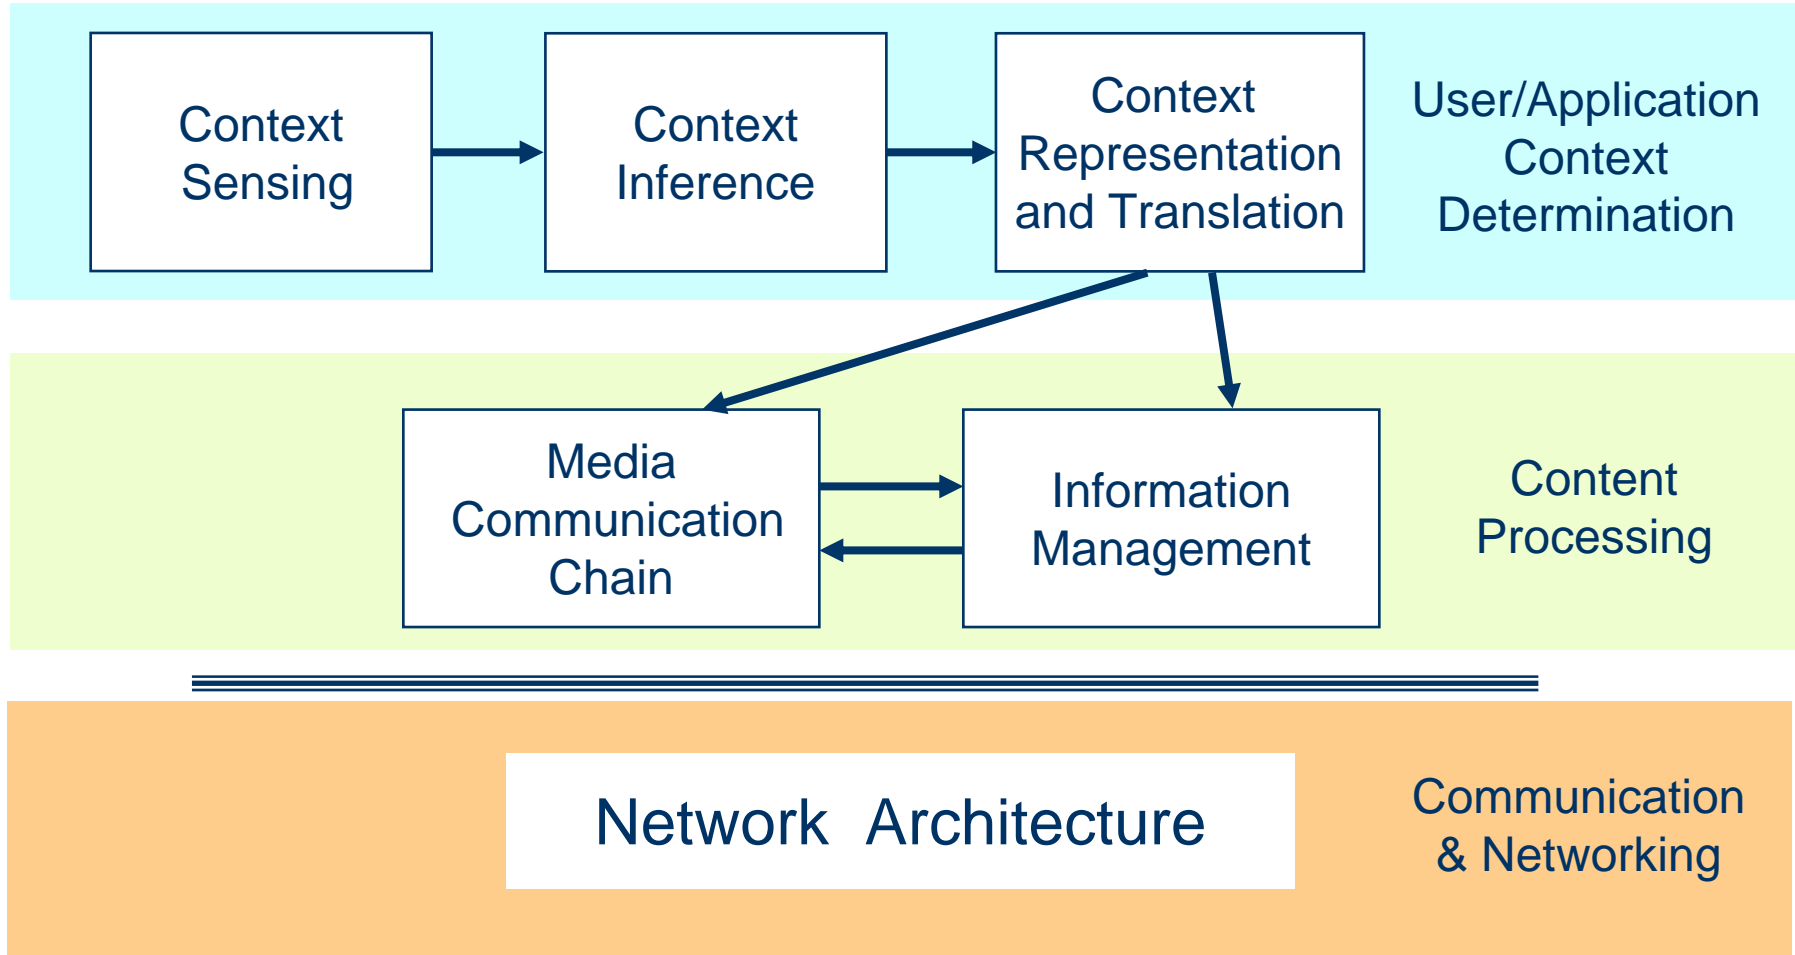 Context
Sensing
Context
Inference
Context
Representation
and Translation
User/Application
Context
Determination
Media
Communication
Chain
Information
Management
Content
Processing
Network Architecture
Communication
& Networking